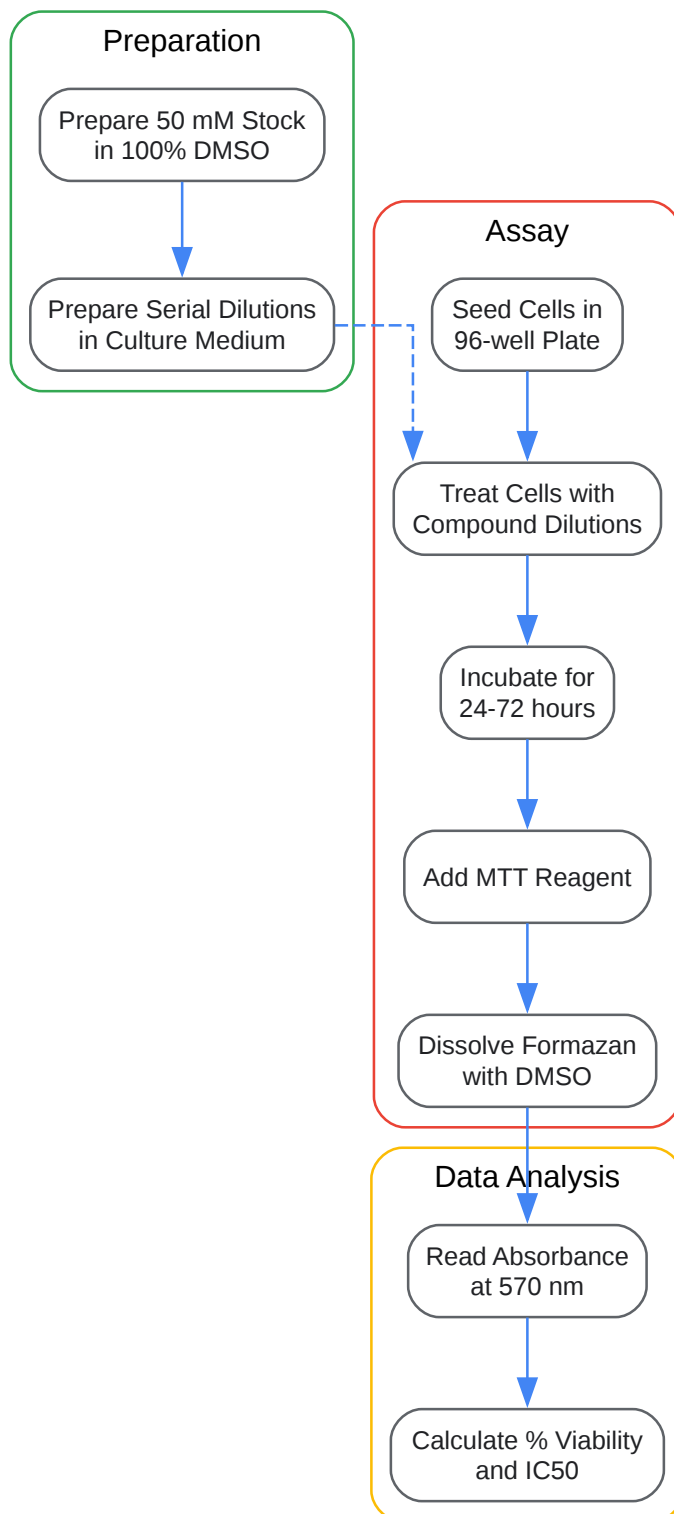 Preparation
Prepare 50 mM Stock
in 100% DMSO
Prepare Serial Dilutions
in Culture Medium
Assay
Seed Cells in
96-well Plate
Treat Cells with
Compound Dilutions
Incubate for
24-72 hours
Add MTT Reagent
Dissolve Formazan
with DMSO
Data Analysis
Read Absorbance
at 570 nm
Calculate % Viability
and IC50